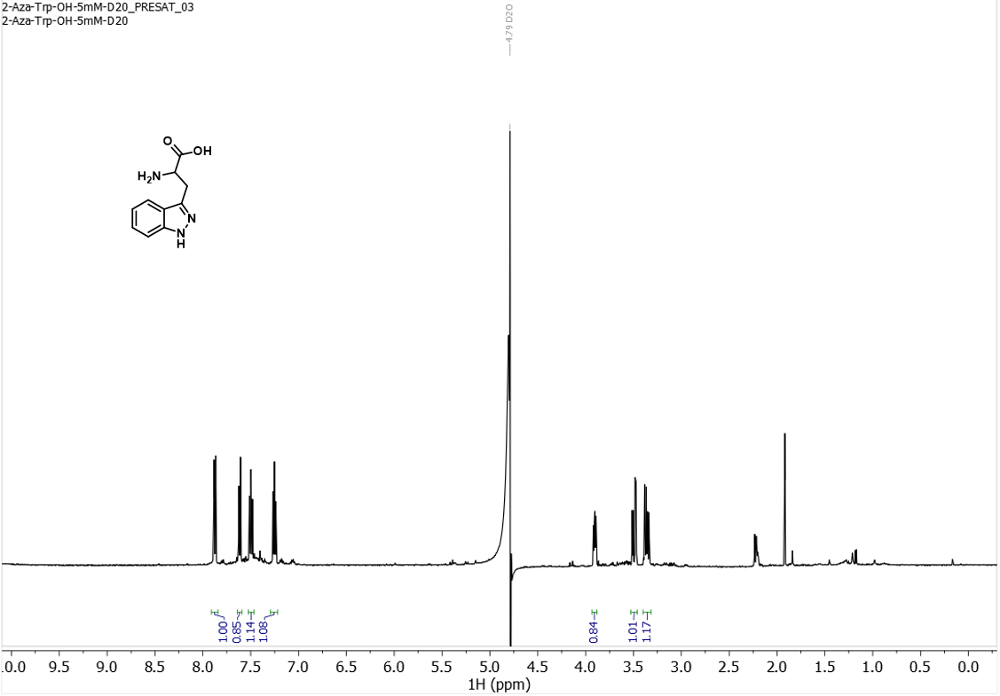 2-Aza-Trp-OH-5mM-D20_PRESAT_03
2-Aza-Trp-OH-5mM-D20
4.79 D2O
O
OH
H2N
N
N
H
1.00
0.85
1.14
1.08
0.84
1.01
1.17
.0.0 9.5 9.0 8.5 8.0 7.5 7.0 6.5 6.0 5.5 5.0 4.5 4.0 3.5 3.0 2.5 2.0 1.5 1.0 0.5 0.0
1H (ppm)